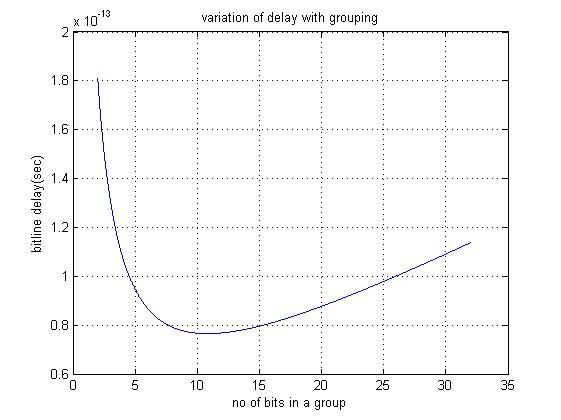 variation of delay with grouping
x 10^-13
2
1.8
1.6
1.4
1.2
1
0.8
0.6
bitline delay(sec)
0 5 10 15 20 25 30 35
no of bits in a group